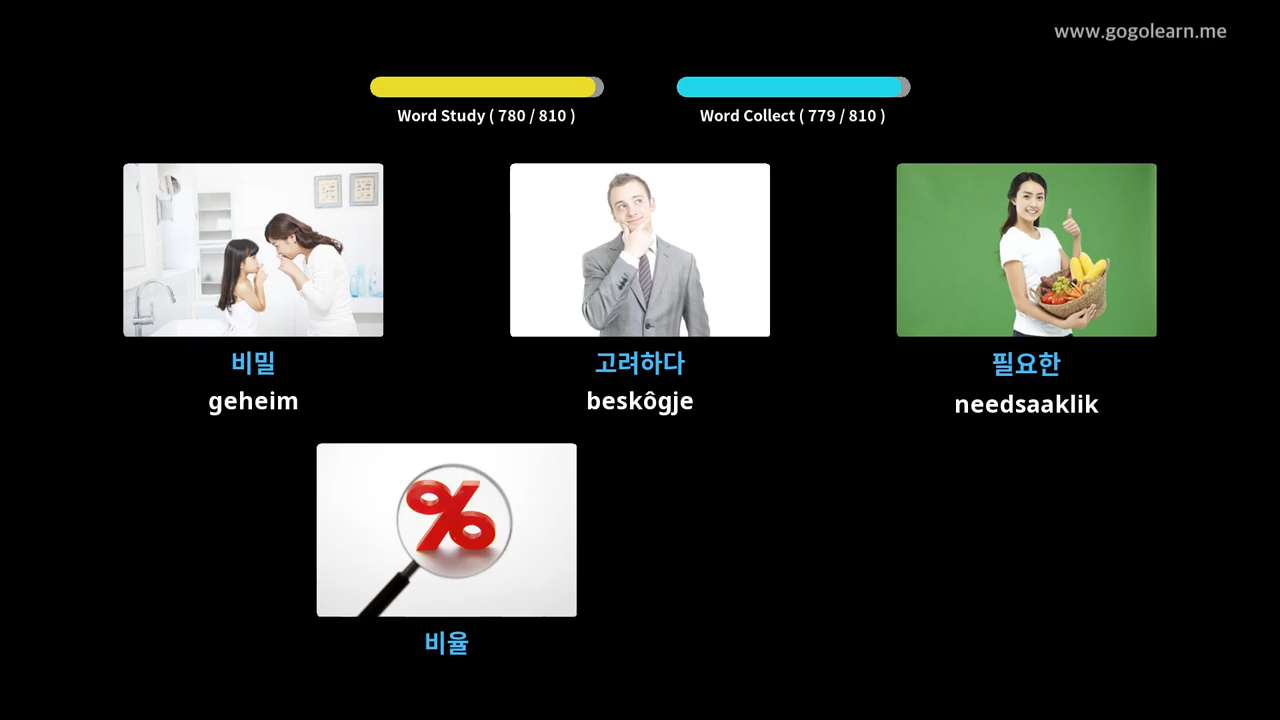 www.gogolearn.me
Word Study ( 780 / 810 )
Word Collect ( 779 / 810 )
비밀
geheim
고려하다
beskôgje
필요한
needsaaklik
%
비율